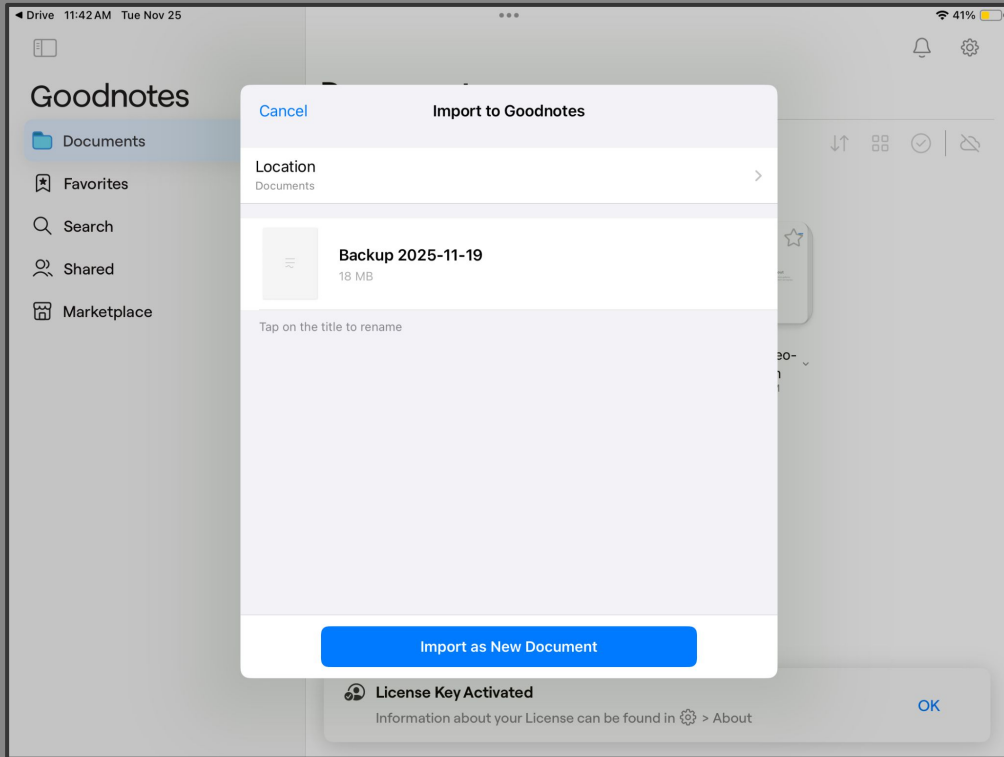 Drive 11:42 AM Tue Nov 25
41%
Goodnotes
Documents
Favorites
Search
Shared
Marketplace
Cancel
Import to Goodnotes
Location
Documents
Backup 2025-11-19
18 MB
Tap on the title to rename
Import as New Document
License Key Activated
Information about your License can be found in > About
OK